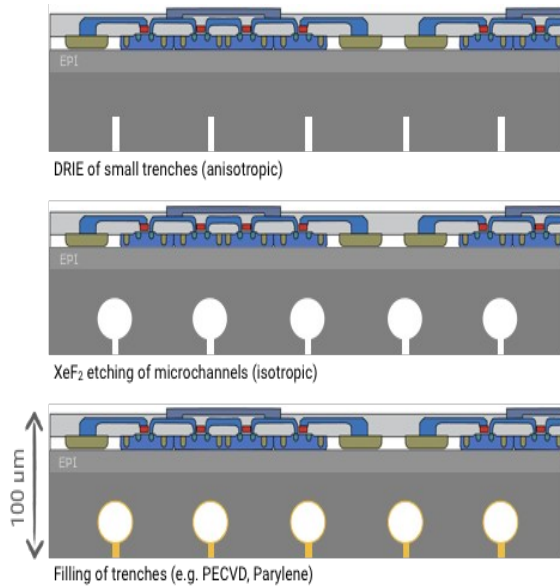 EPI
DRIE of small trenches (anisotropic)
EPI
XeF₂ etching of microchannels (isotropic)
100 um
EPI
Filling of trenches (e.g. PECVD, Parylene)